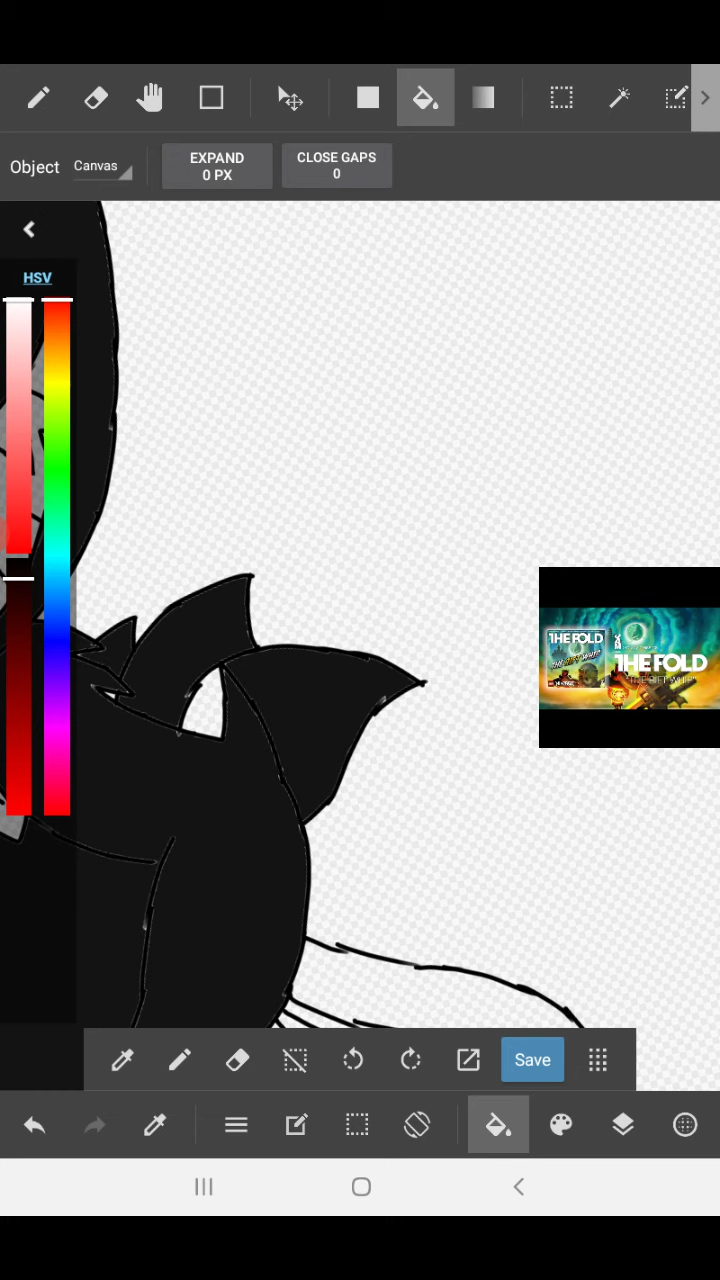 Object
Canvas
EXPAND
0 PX
CLOSE GAPS
0
HSV
THE FOLD
THE FOLD
Save